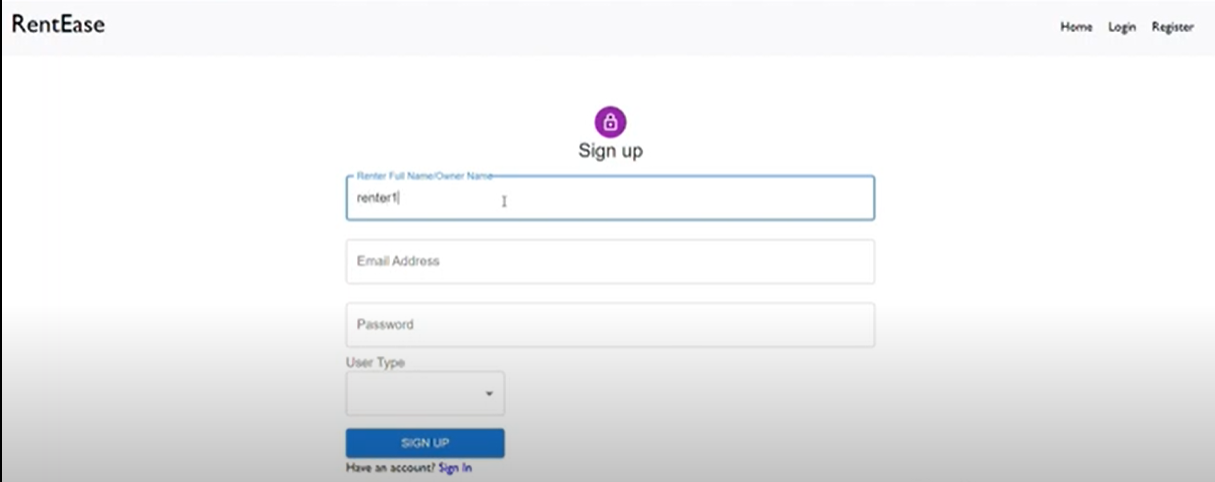 RentEase
Home Login Register
Sign up
Renter Full Name/Owner Name
renter1
Email Address
Password
User Type
SIGN UP
Have an account? Sign In